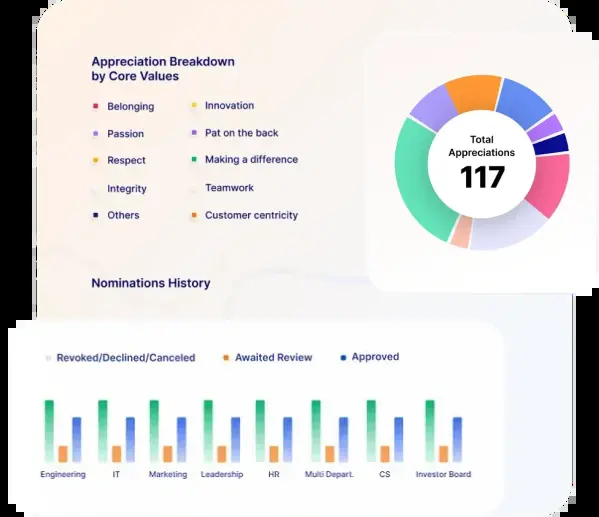 Appreciation Breakdown
by Core Values
Belonging
Innovation
Passion
Pat on the back
Respect
Making a difference
Integrity
Teamwork
Others
Customer centricity
Total
Appreciations
117
Nominations History
Revoked/Declined/Canceled
Awaited Review
Approved
Engineering
IT
Marketing
Leadership
HR
Multi Depart.
CS
Investor Board